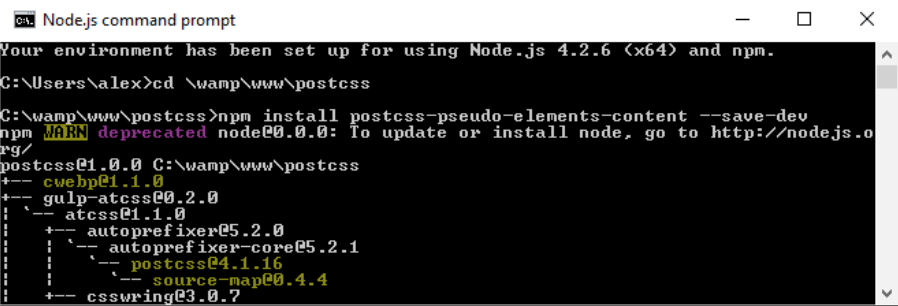 Node.js command prompt
Your environment has been set up for using Node.js 4.2.6 (x64) and npm.
C:\Users\alex>cd \wamp\www\postcss
C:\wamp\www\postcss>npm install postcss-pseudo-elements-content --save-dev
npm WARN deprecated node@0.0.0: To update or install node, go to http://nodejs.o
rg/
postcss@1.0.0 C:\wamp\www\postcss
+-- cwebp@1.1.0
+-- gulp-atcss@0.2.0
¦ `-- atcss@1.1.0
¦   +-- autoprefixer@5.2.0
¦   ¦ `-- autoprefixer-core@5.2.1
¦   ¦   `-- postcss@4.1.16
¦   ¦     `-- source-map@0.4.4
¦   +-- csswring@3.0.7